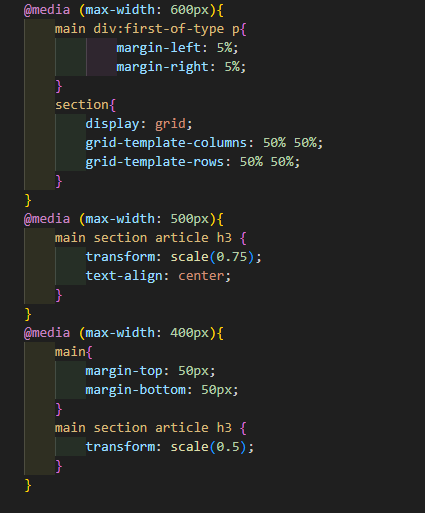 @media (max-width: 600px){
    main div:first-of-type p{
            margin-left: 5%;
            margin-right: 5%;
    }
    section{
        display: grid;
        grid-template-columns: 50% 50%;
        grid-template-rows: 50% 50%;
    }
}
@media (max-width: 500px){
    main section article h3 {
        transform: scale(0.75);
        text-align: center;
    }
}
@media (max-width: 400px){
    main{
        margin-top: 50px;
        margin-bottom: 50px;
    }
    main section article h3 {
        transform: scale(0.5);
    }
}